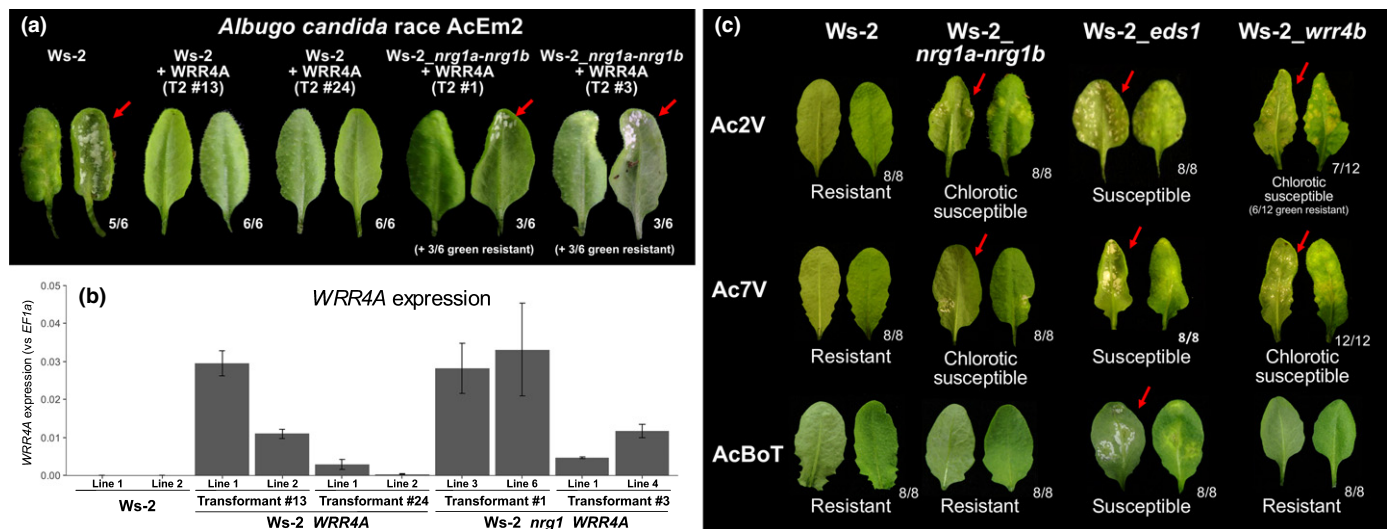 (a)
Albugo candida race AcEm2
Ws-2
Ws-2
+ WRR4A
(T2 #13)
Ws-2
+ WRR4A
(T2 #24)
Ws-2_nrg1a-nrg1b
+ WRR4A
(T2 #1)
Ws-2_nrg1a-nrg1b
+ WRR4A
(T2 #3)
5/6
6/6
6/6
3/6
3/6
(+ 3/6 green resistant)
(+ 3/6 green resistant)
(b)
WRR4A expression
WRR4A expression (vs EF1a)
0.05
0.04
0.03
0.02
0.01
0.00
Line 1
Line 2
Line 1
Line 2
Line 1
Line 2
Line 3
Line 6
Line 1
Line 4
Ws-2
Transformant #13
Transformant #24
Transformant #1
Transformant #3
Ws-2 WRR4A
Ws-2 nrg1 WRR4A
(c)
Ws-2
Ws-2_
nrg1a-nrg1b
Ws-2_eds1
Ws-2_wrr4b
Ac2V
8/8
8/8
8/8
7/12
Resistant
Chlorotic
susceptible
Susceptible
Chlorotic
susceptible
(6/12 green resistant)
Ac7V
8/8
8/8
8/8
12/12
Resistant
Chlorotic
susceptible
Susceptible
Chlorotic
susceptible
AcBoT
8/8
8/8
8/8
8/8
Resistant
Resistant
Susceptible
Resistant